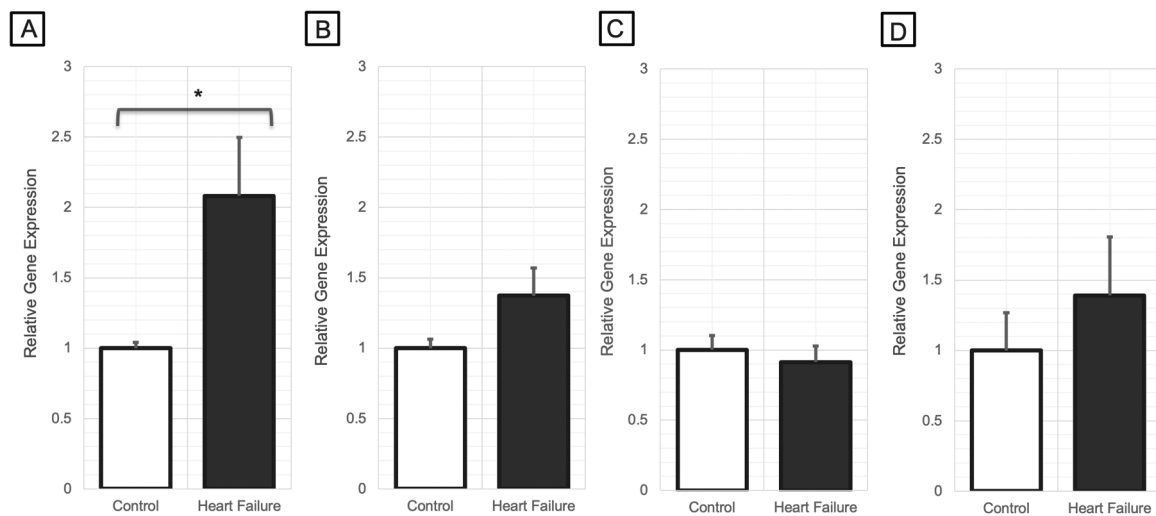 A
B
C
D
*
Relative Gene Expression
3
2.5
2
1.5
1
0.5
0
Control
Heart Failure
Relative Gene Expression
3
2.5
2
1.5
1
0.5
0
Control
Heart Failure
Relative Gene Expression
3
2.5
2
1.5
1
0.5
0
Control
Heart Failure
Relative Gene Expression
3
2.5
2
1.5
1
0.5
0
Control
Heart Failure